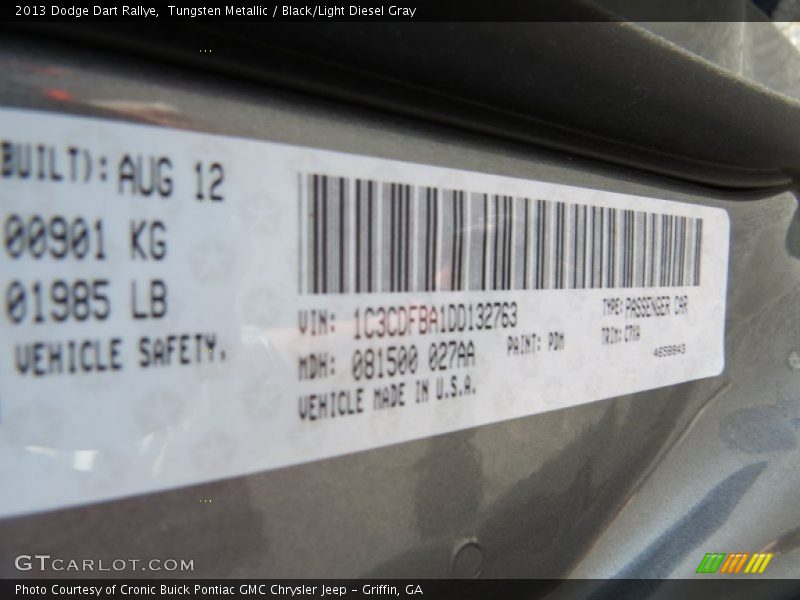 2013 Dodge Dart Rallye,  Tungsten Metallic / Black/Light Diesel Gray
BUILT): AUG 12
00901 KG
01985 LB
VEHICLE SAFETY.
VIN: 1C3CDFBA1DD132763
TYPE: PASSENGER CAR
MDH: 081500 027AA
PAINT: PDM
TRIM: C7HA
4658843
VEHICLE MADE IN U.S.A.
GTCARLOT.COM
Photo Courtesy of Cronic Buick Pontiac GMC Chrysler Jeep - Griffin, GA